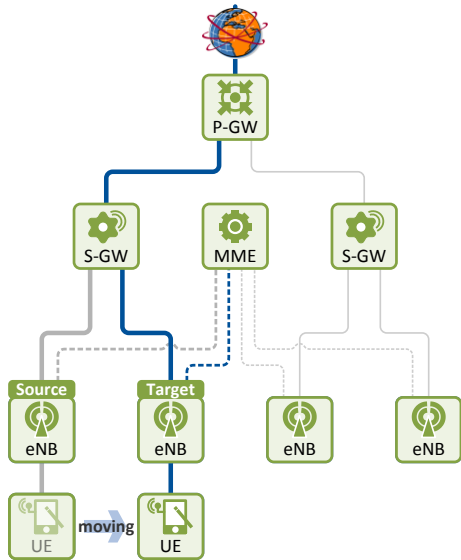 P-GW
S-GW
MME
S-GW
Source
Target
eNB
eNB
eNB
eNB
UE
moving
UE